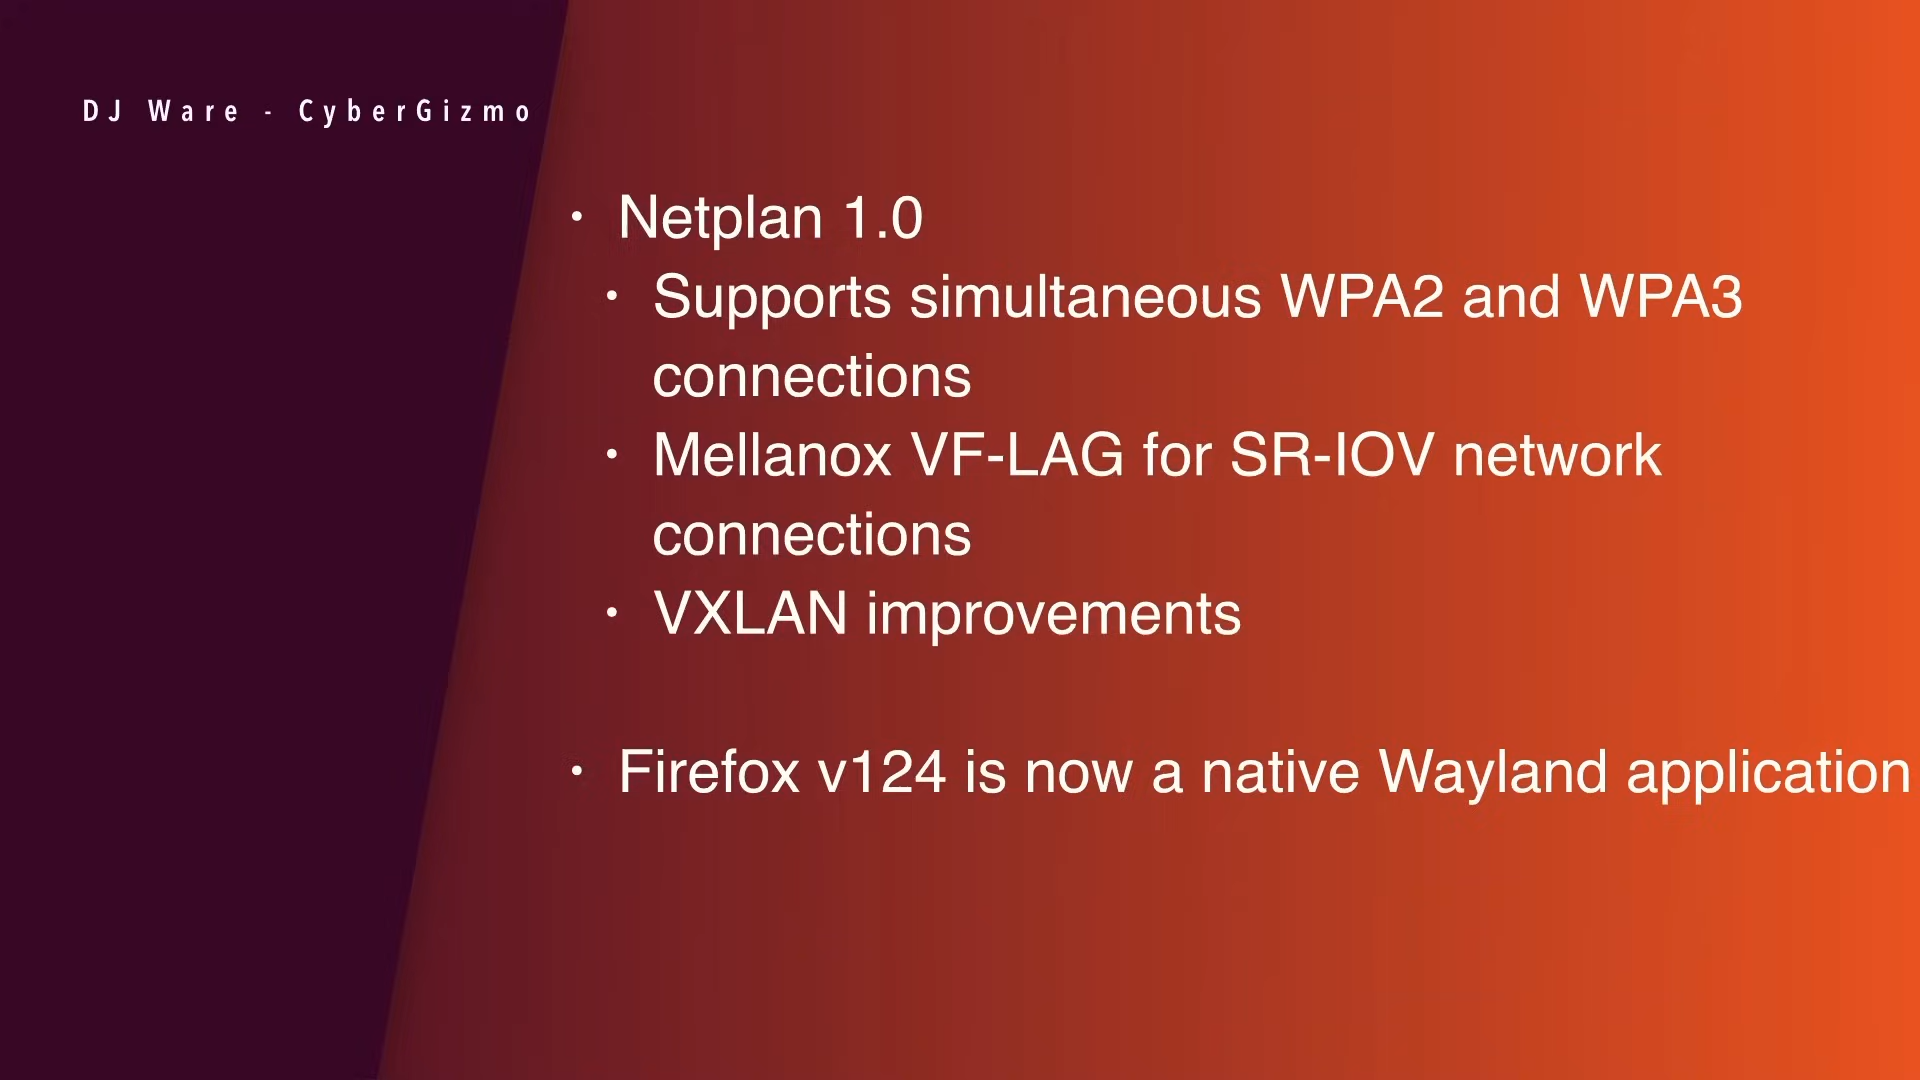 DJ Ware - CyberGizmo
• Netplan 1.0
• Supports simultaneous WPA2 and WPA3
connections
• Mellanox VF-LAG for SR-IOV network
connections
• VXLAN improvements
• Firefox v124 is now a native Wayland application